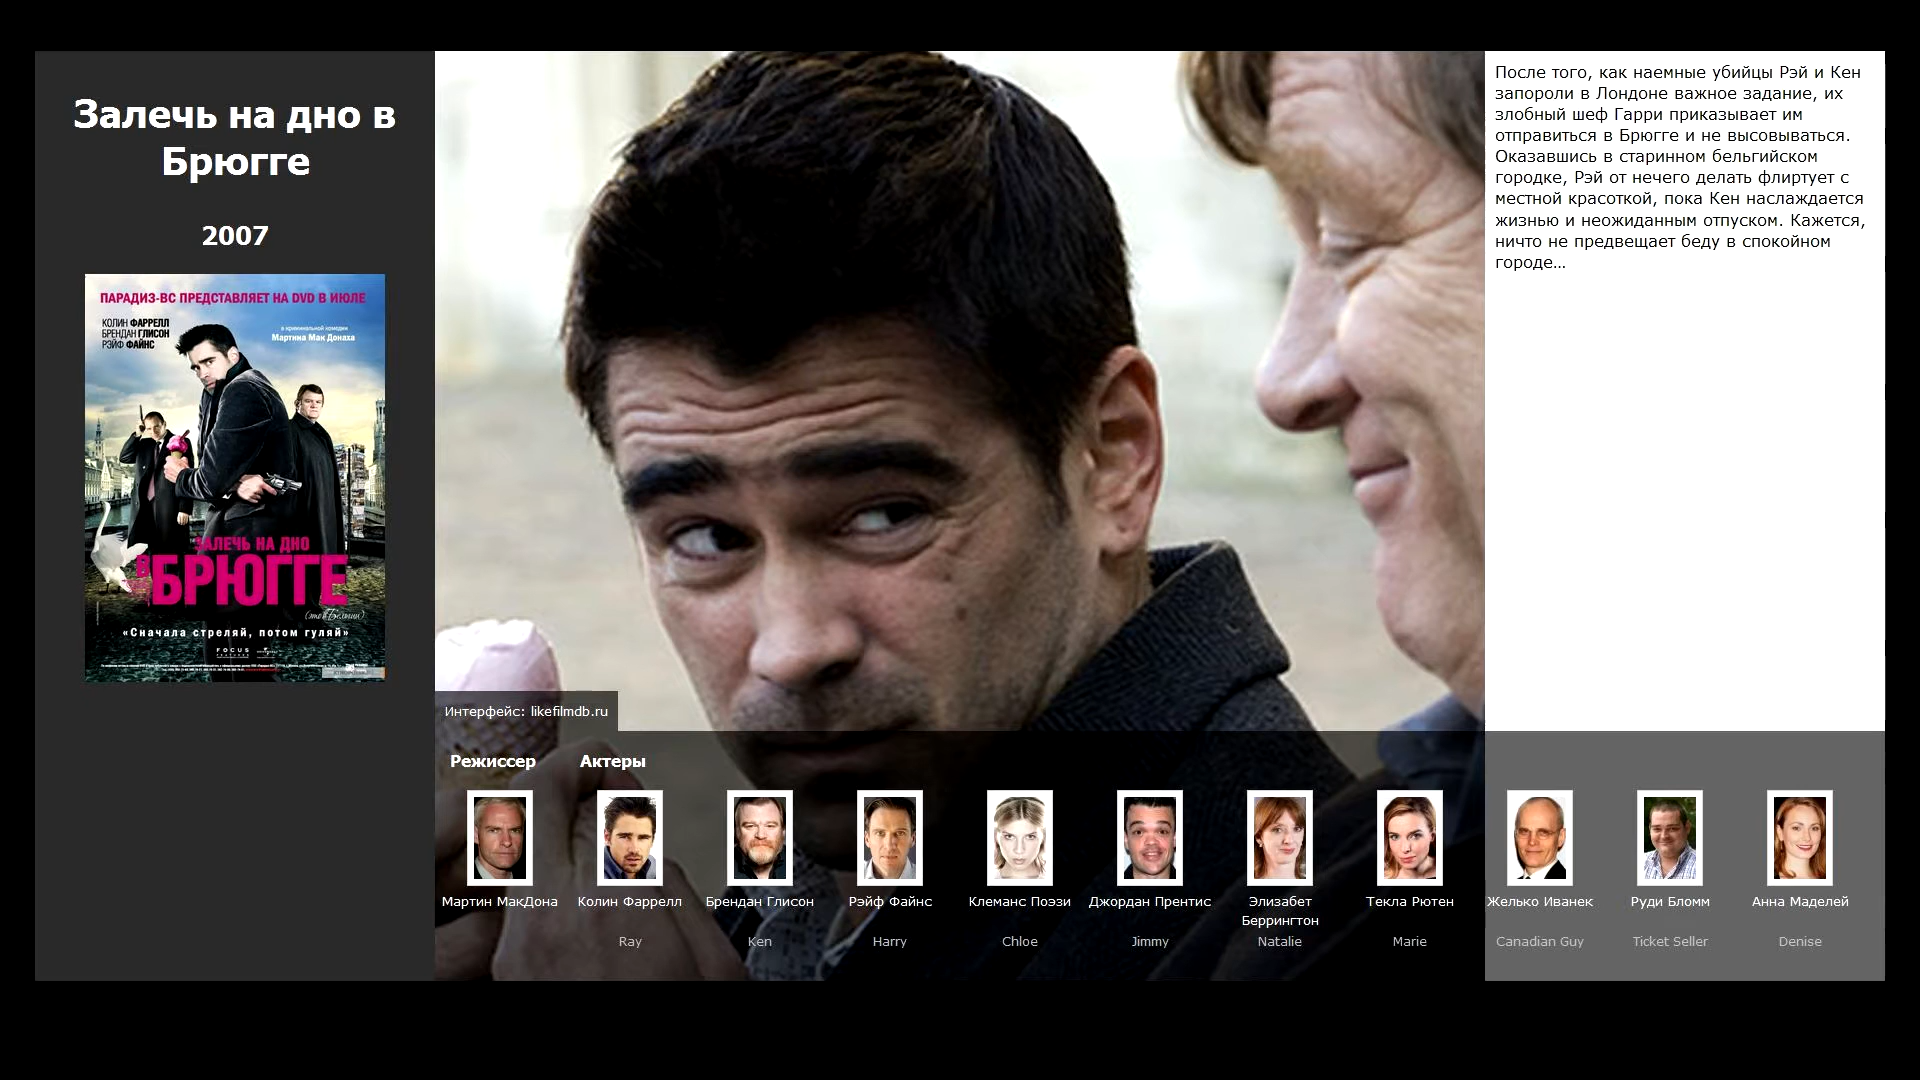 Залечь на дно в
Брюгге
2007
ПАРАДИЗ-ВС ПРЕДСТАВЛЯЕТ НА DVD В ИЮЛЕ
КОЛИН ФАРРЕЛЛ
БРЕНДАН ГЛИСОН
РЭЙФ ФАЙНС
в криминальной комедии
Мартина Мак Донаха
ЗАЛЕЧЬ НА ДНО
В БРЮГГЕ
«Сначала стреляй, потом гуляй»
FOCUS
После того, как наемные убийцы Рэй и Кен
запороли в Лондоне важное задание, их
злобный шеф Гарри приказывает им
отправиться в Брюгге и не высовываться.
Оказавшись в старинном бельгийском
городке, Рэй от нечего делать флиртует с
местной красоткой, пока Кен наслаждается
жизнью и неожиданным отпуском. Кажется,
ничто не предвещает беду в спокойном
городе...
Интерфейс: likefilmdb.ru
Режиссер Актеры
Мартин МакДона
Колин Фаррелл
Ray
Брендан Глисон
Ken
Рэйф Файнс
Harry
Клеманс Поэзи
Chloe
Джордан Прентис
Jimmy
Элизабет
Беррингтон
Natalie
Текла Рютен
Marie
Желько Иванек
Canadian Guy
Руди Бломм
Ticket Seller
Анна Маделей
Denise